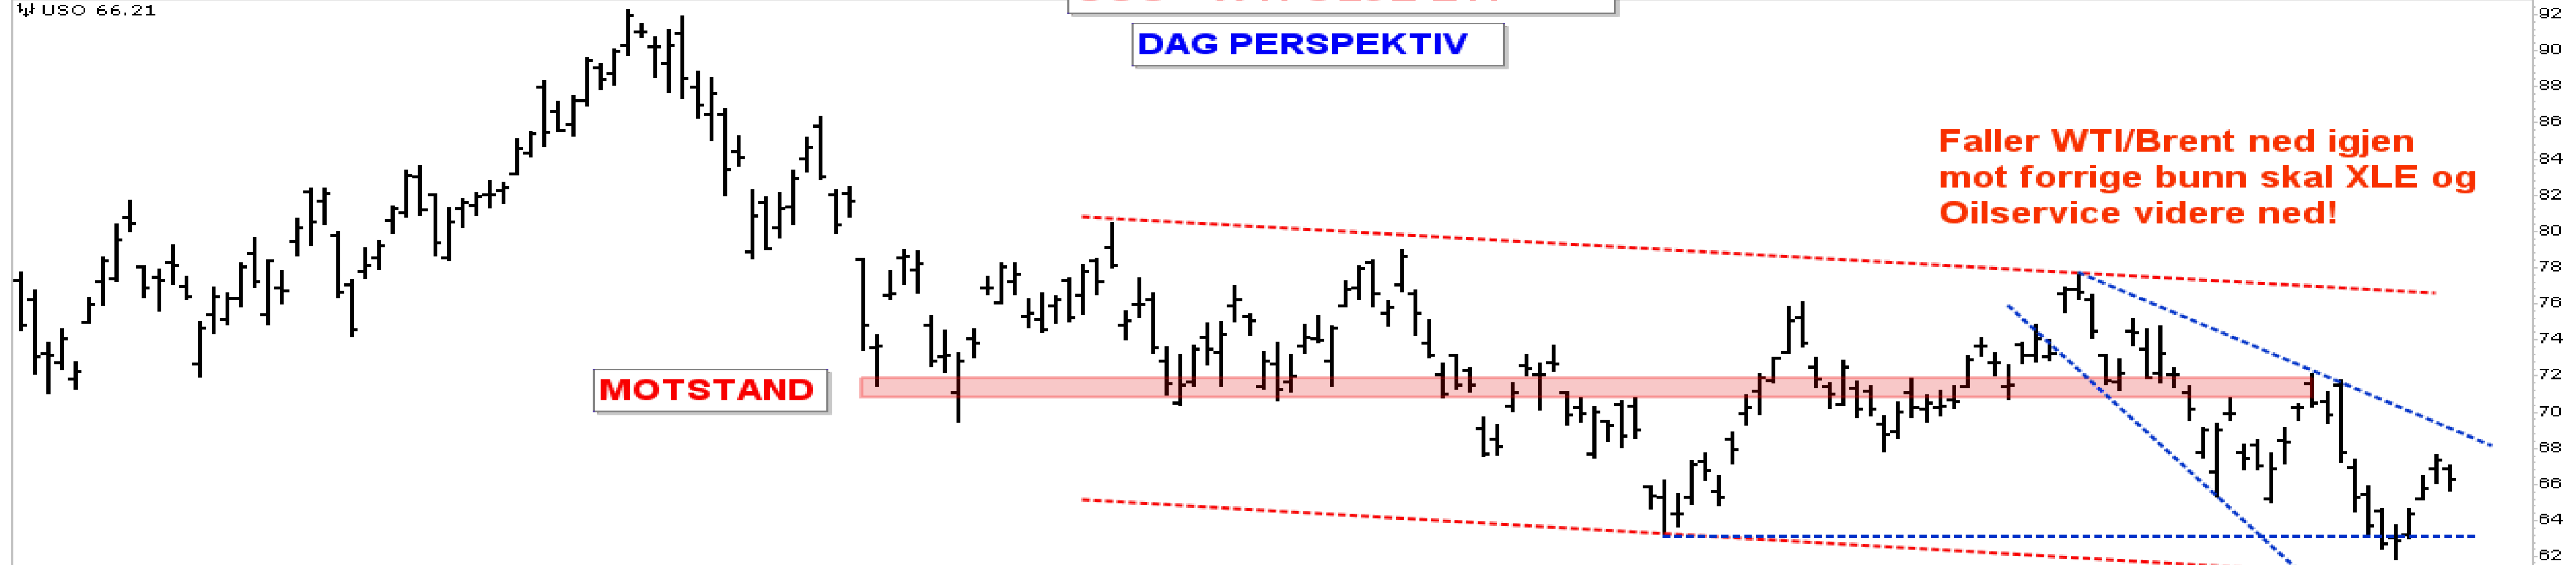 USO 66.21
DAG PERSPEKTIV
Faller WTI/Brent ned igjen
mot forrige bunn skal XLE og
Oilservice videre ned!
MOTSTAND
92
90
88
86
84
82
80
78
76
74
72
70
68
66
64
62